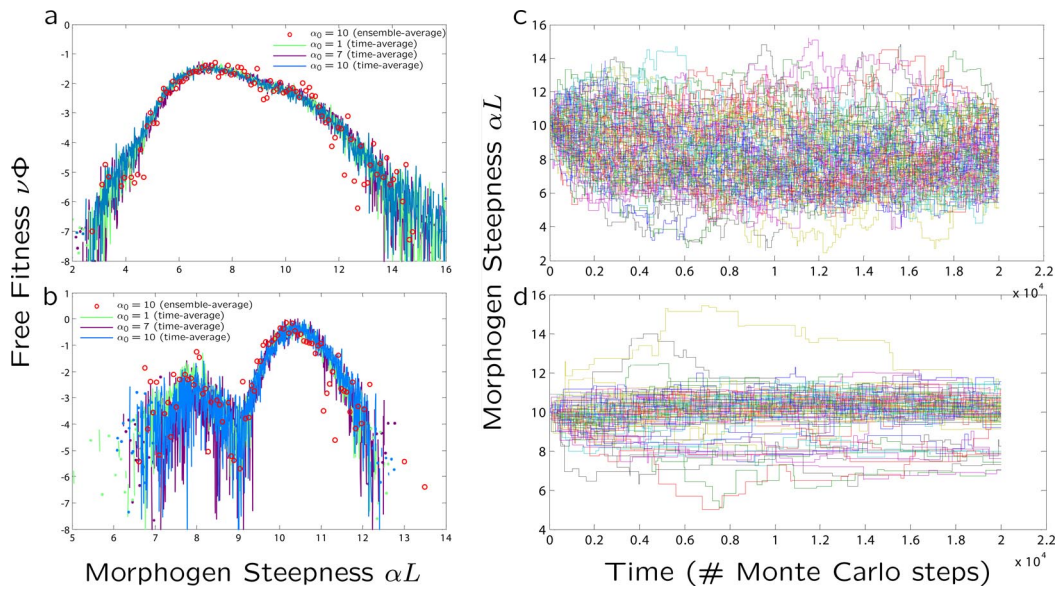 a
0
-1
-2
-3
-4
-5
-6
-7
-8
2 4 6 8 10 12 14 16
α₀ = 10 (ensemble-average)
α₀ = 1 (time-average)
α₀ = 7 (time-average)
α₀ = 10 (time-average)
b
1
0
-1
-2
-3
-4
-5
-6
-7
-8
5 6 7 8 9 10 11 12 13 14
α₀ = 10 (ensemble-average)
α₀ = 1 (time-average)
α₀ = 7 (time-average)
α₀ = 10 (time-average)
Free Fitness νΦ
Morphogen Steepness αL
c
16
14
12
10
8
6
4
2
0 0.2 0.4 0.6 0.8 1 1.2 1.4 1.6 1.8 2 2.2
x 10⁴
d
16
14
12
10
8
6
4
0 0.2 0.4 0.6 0.8 1 1.2 1.4 1.6 1.8 2 2.2
x 10⁴
Morphogen Steepness αL
Time (# Monte Carlo steps)